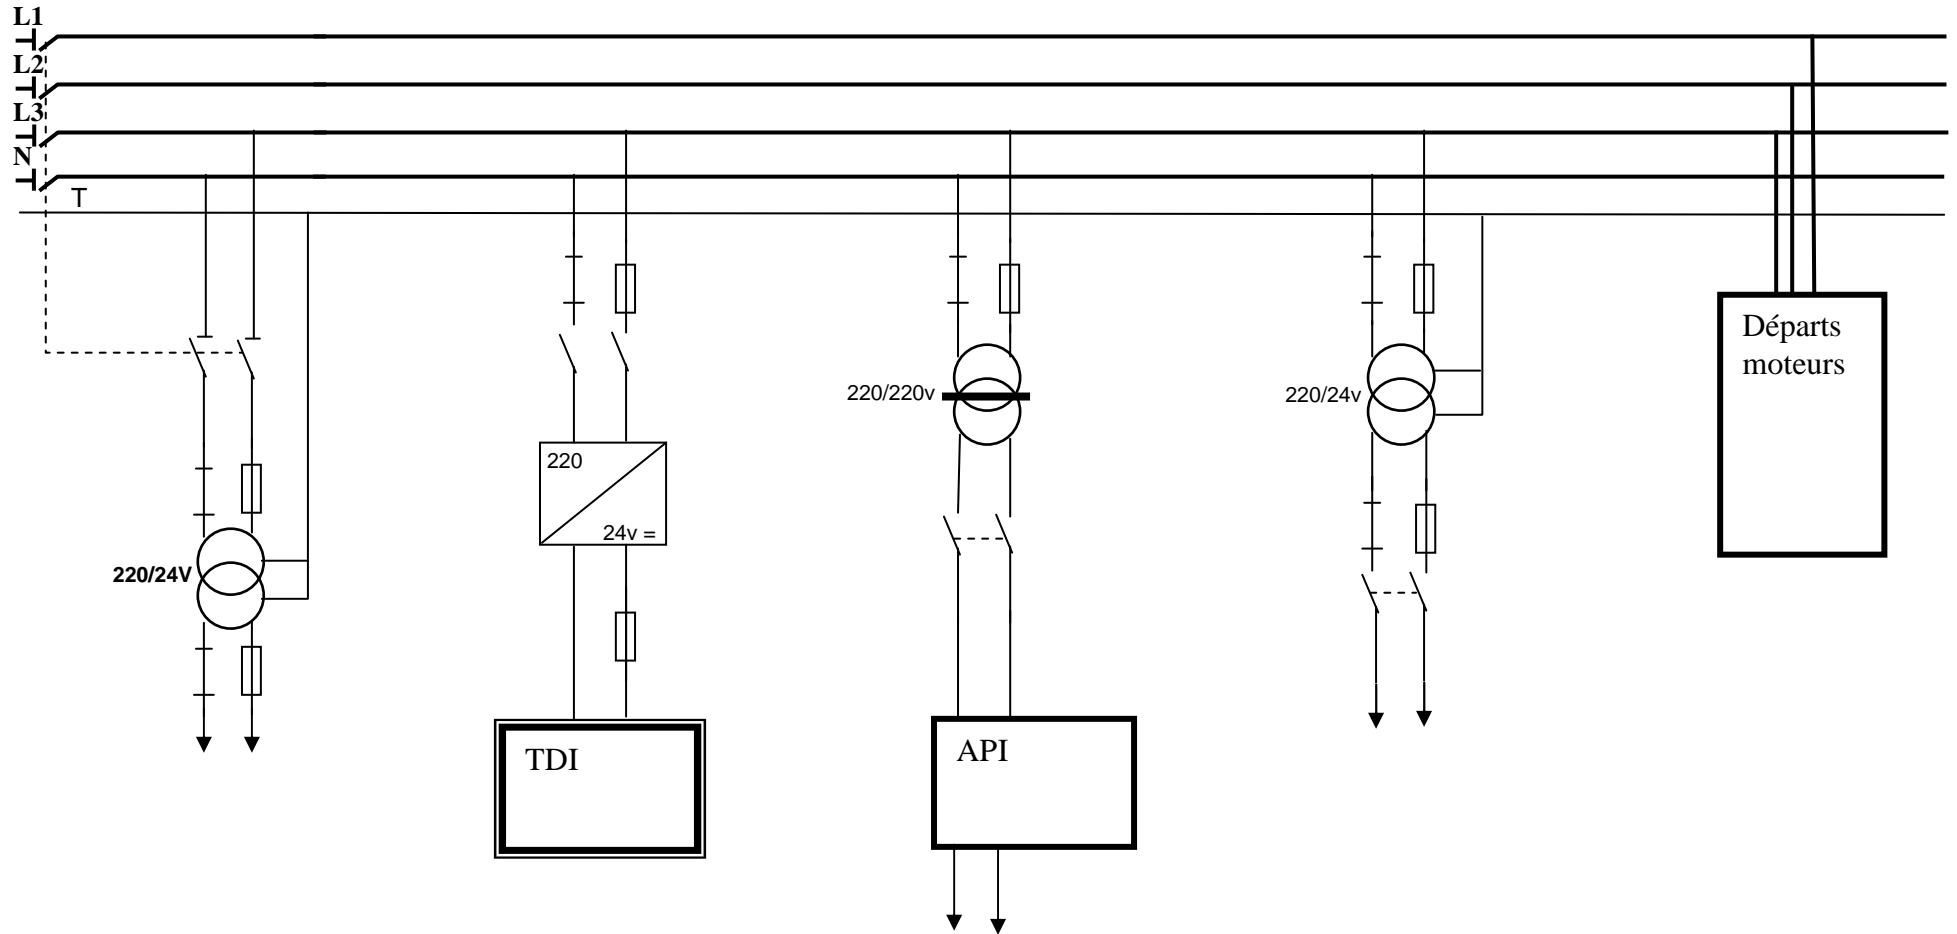 L1
L2
L3
N
T
220/24V
220
24v =
TDI
220/220v
API
220/24v
Départs
moteurs